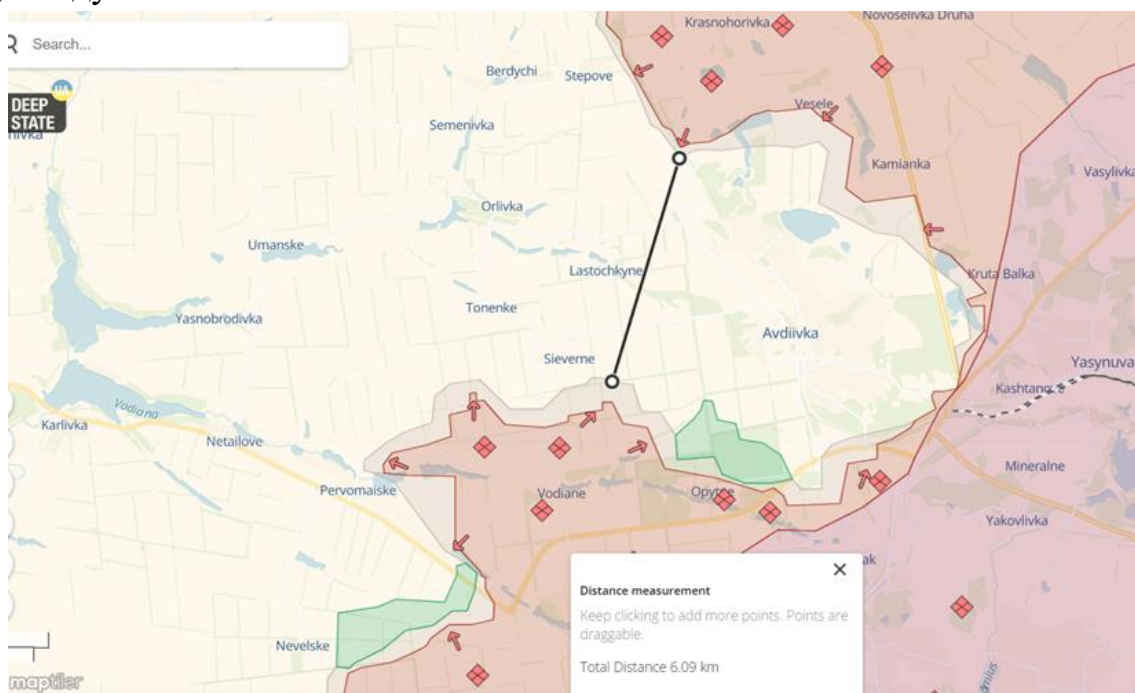 Search...
Krasnohorivka
Novoselivka Druha
DEEP
STATE
UA
Berdychi
Stepove
Semenivka
Vesele
Kamianka
Vasylivka
Orlivka
Umanske
Lastochkyne
Kruta Balka
Tonenke
Yasnobrodivka
Avdiivka
Sieverne
Yasynuva
Kashtanove
Vodiana
Karlivka
Netailove
Mineralne
Pervomaiske
Vodiane
Opytne
Yakovlivka
Distance measurement
Keep clicking to add more points. Points are
draggable.
Nevelske
Total Distance 6.09 km
maptiler